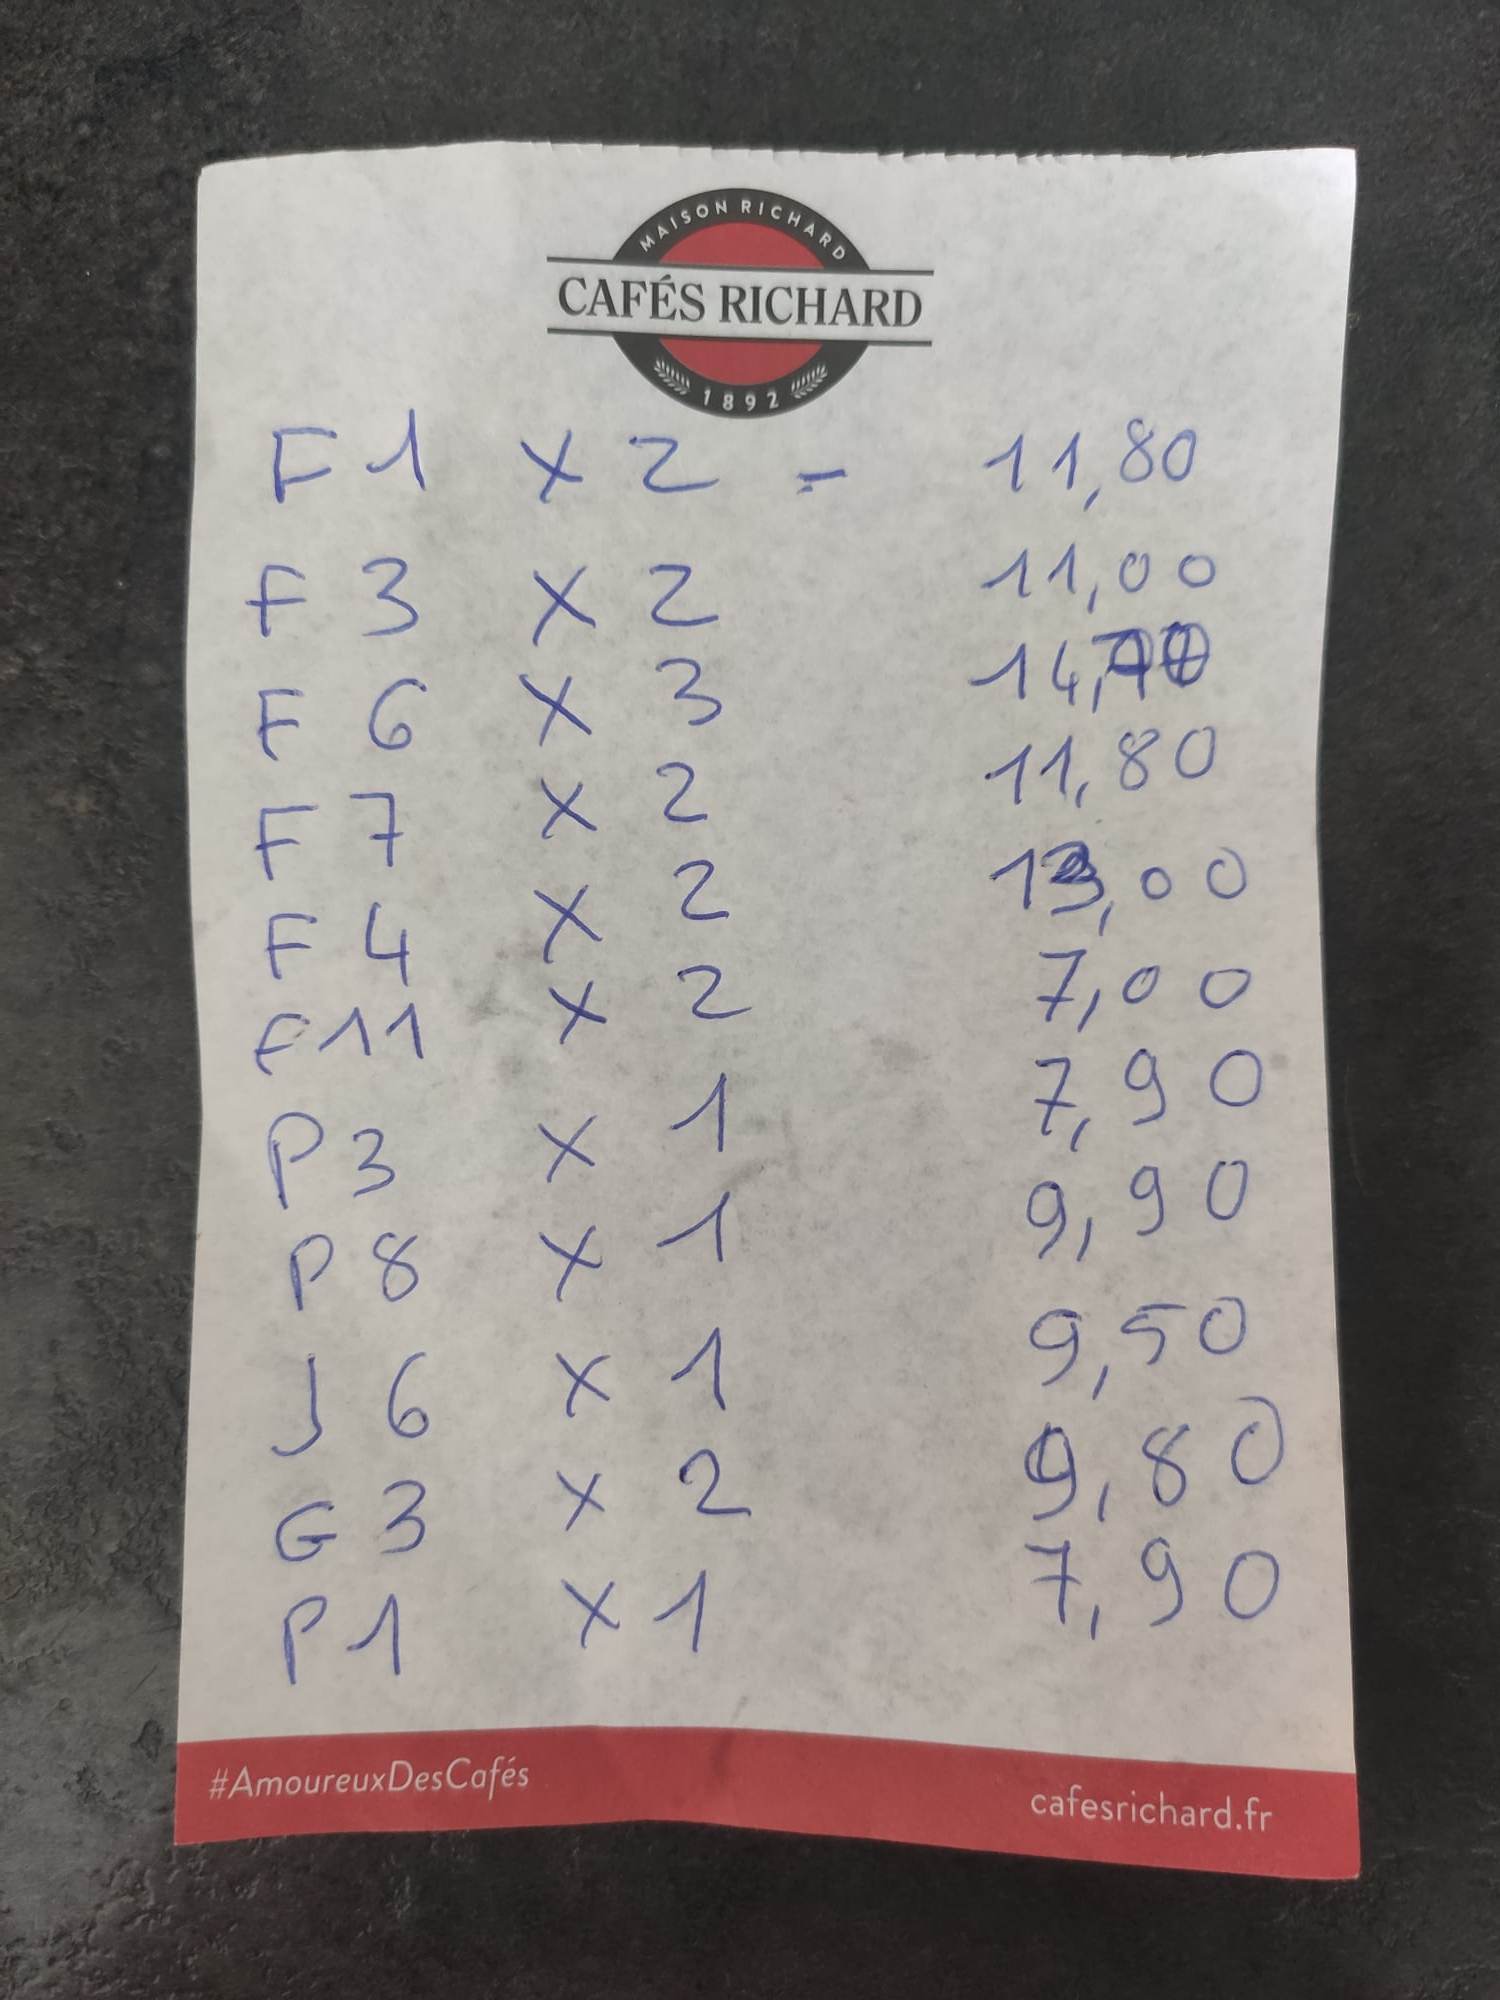 MAISON RICHARD
CAFÉS RICHARD
1892
F1 x 2 = 11,80
F3 x 2 11,00
F6 x 3
F7 x 2 11,80
F4 x 2 13,00
F11 x 2 7,00
P3 x 1 7,90
P8 x 1 9,90
J6 x 1 9,50
G3 x 2 9,80
P1 x 1 7,90
#AmoureuxDesCafés
cafesrichard.fr